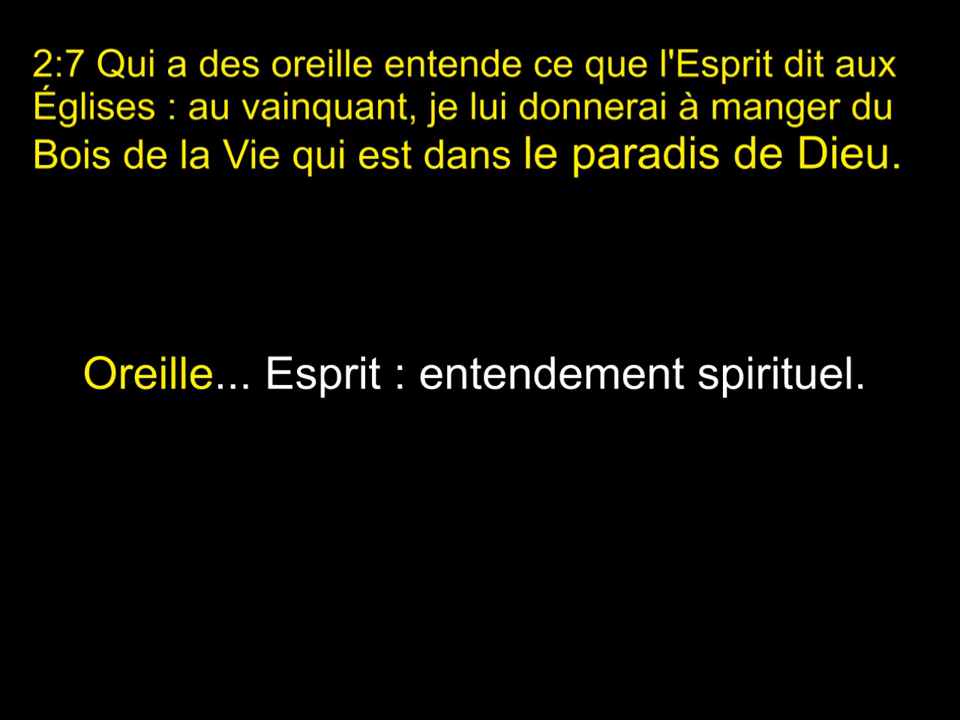 2:7 Qui a des oreille entende ce que l'Esprit dit aux
Églises : au vainquant, je lui donnerai à manger du
Bois de la Vie qui est dans le paradis de Dieu.
Oreille... Esprit : entendement spirituel.